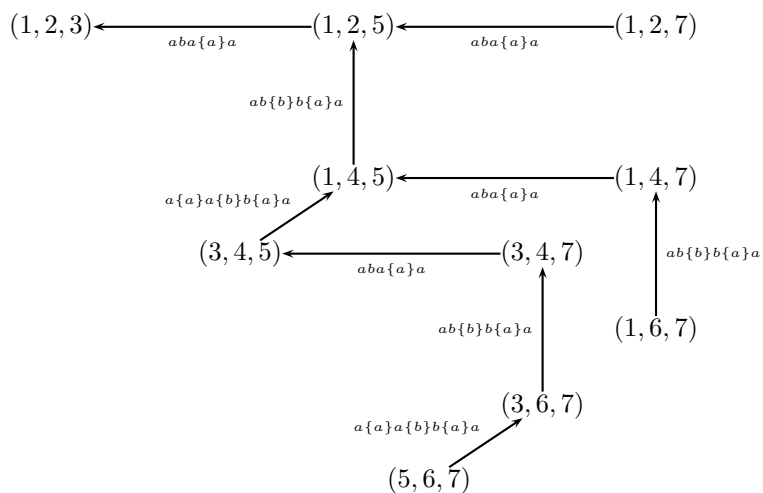 (1, 2, 3) (1, 2, 5) (1, 2, 7)
aba{a}a aba{a}a
ab{b}b{a}a
(1, 4, 5) (1, 4, 7)
a{a}a{b}b{a}a aba{a}a
(3, 4, 5) (3, 4, 7) ab{b}b{a}a
aba{a}a
ab{b}b{a}a (1, 6, 7)
(3, 6, 7)
a{a}a{b}b{a}a
(5, 6, 7)